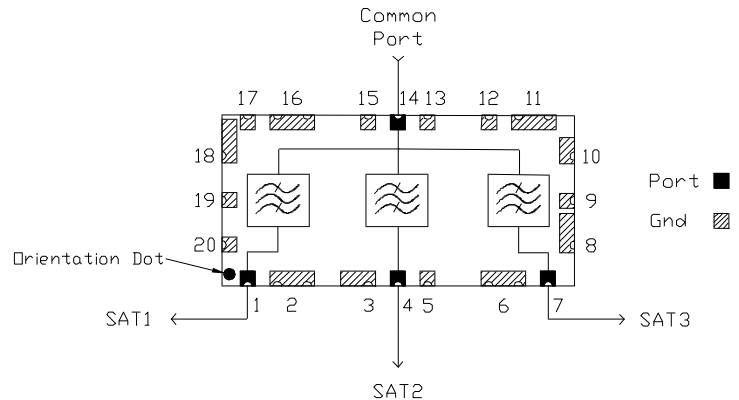 Common
Port
17 16 15 14 13 12 11
18
10
19
9
20
8
Port
Gnd
Orientation Dot
1 2 3 4 5 6 7
SAT1
SAT3
SAT2